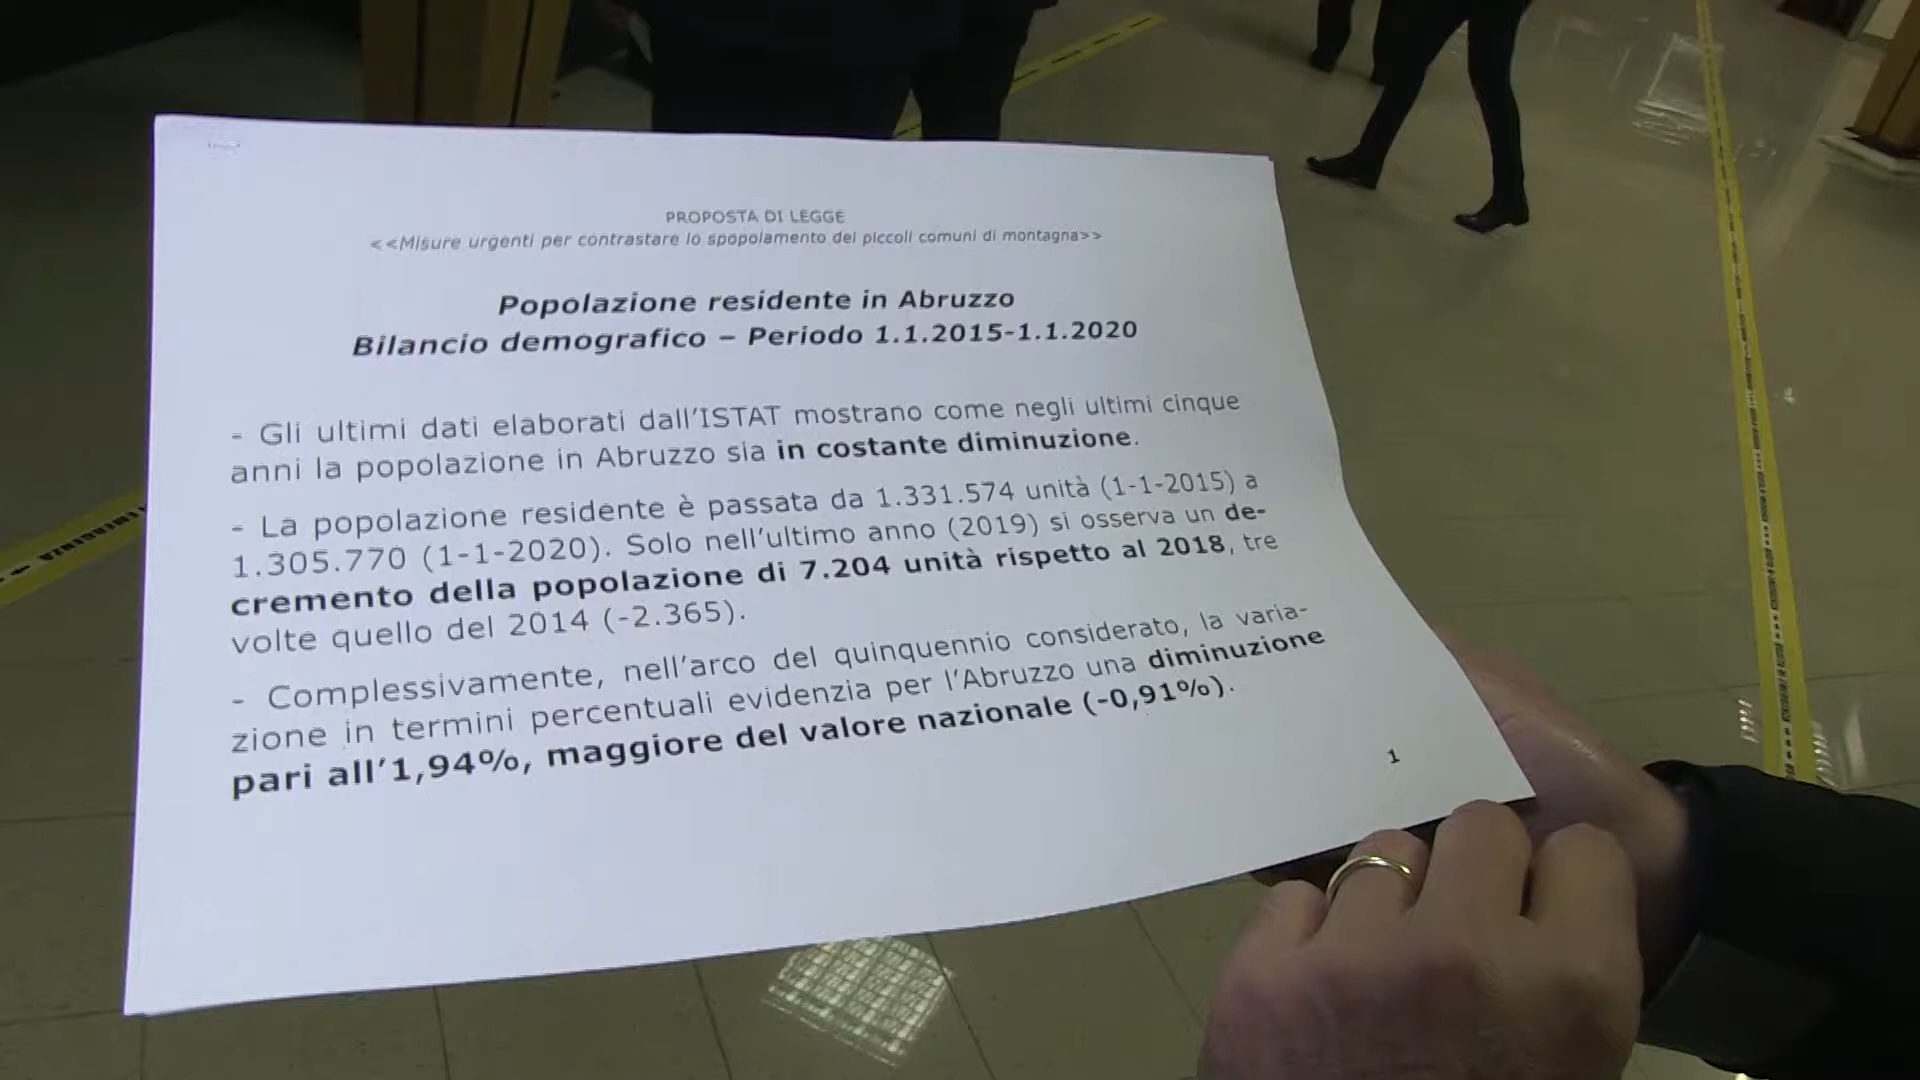 PROPOSTA DI LEGGE
<<Misure urgenti per contrastare lo spopolamento dei piccoli comuni di montagna>>
Popolazione residente in Abruzzo
Bilancio demografico – Periodo 1.1.2015-1.1.2020
- Gli ultimi dati elaborati dall'ISTAT mostrano come negli ultimi cinque
anni la popolazione in Abruzzo sia in costante diminuzione.
- La popolazione residente è passata da 1.331.574 unità (1-1-2015) a
1.305.770 (1-1-2020). Solo nell'ultimo anno (2019) si osserva un de-
cremento della popolazione di 7.204 unità rispetto al 2018, tre
volte quello del 2014 (-2.365).
- Complessivamente, nell'arco del quinquennio considerato, la varia-
zione in termini percentuali evidenzia per l'Abruzzo una diminuzione
pari all'1,94%, maggiore del valore nazionale (-0,91%).
1
EMERGENZA